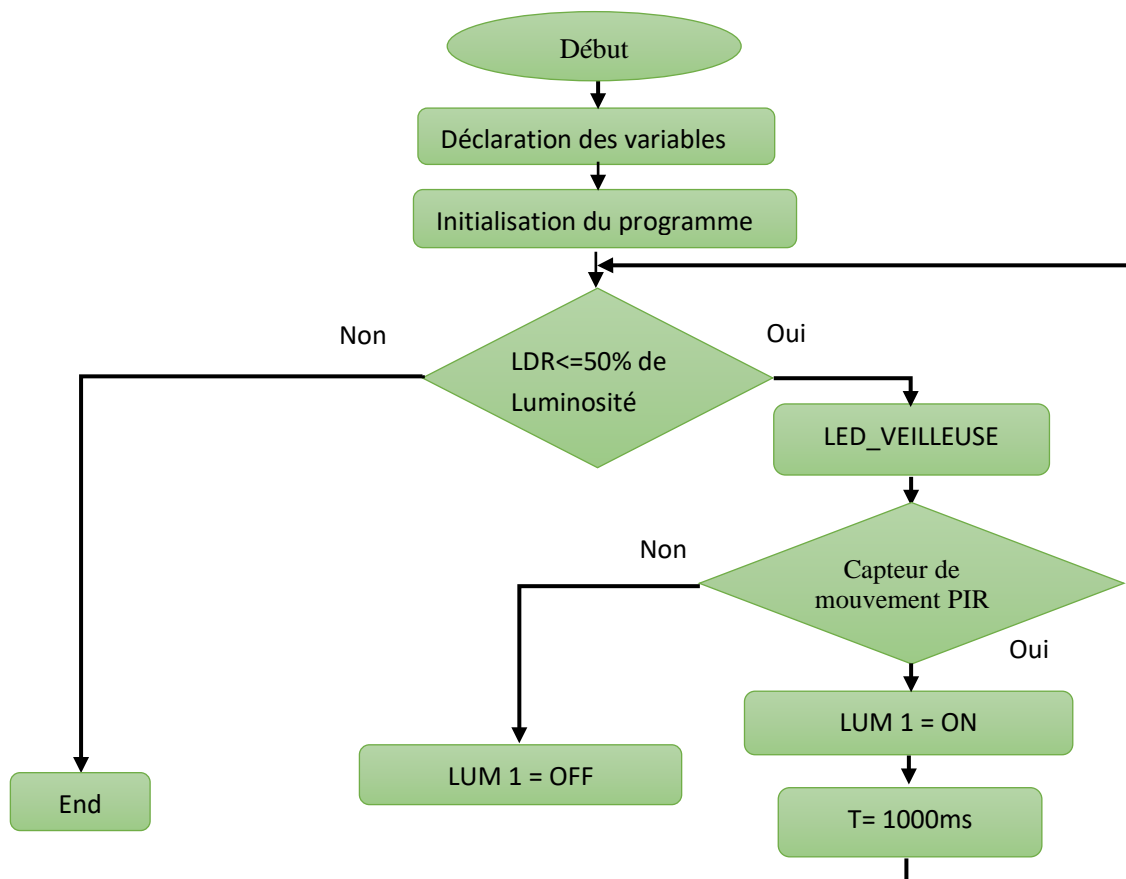 Début
Déclaration des variables
Initialisation du programme
Non
Oui
LDR<=50% de
Luminosité
LED_VEILLEUSE
Non
Capteur de
mouvement PIR
Oui
LUM 1 = ON
LUM 1 = OFF
End
T= 1000ms